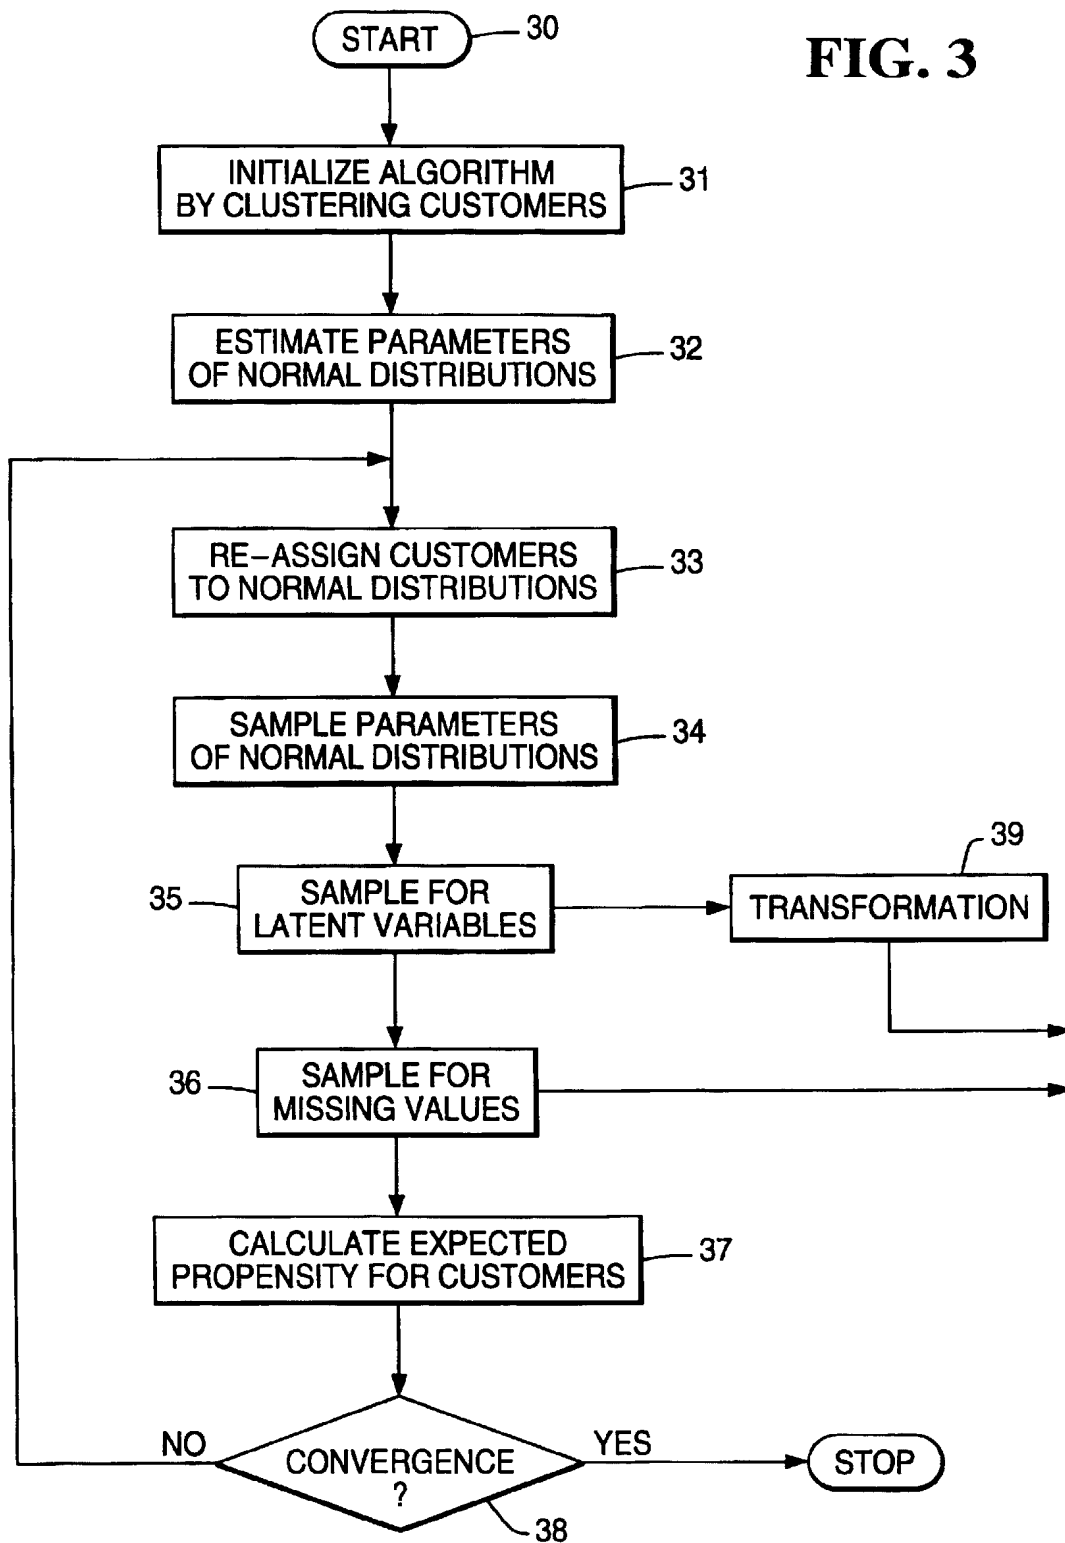 START
30
FIG. 3
INITIALIZE ALGORITHM
BY CLUSTERING CUSTOMERS
31
ESTIMATE PARAMETERS
OF NORMAL DISTRIBUTIONS
32
RE-ASSIGN CUSTOMERS
TO NORMAL DISTRIBUTIONS
33
SAMPLE PARAMETERS
OF NORMAL DISTRIBUTIONS
34
35
SAMPLE FOR
LATENT VARIABLES
39
TRANSFORMATION
36
SAMPLE FOR
MISSING VALUES
CALCULATE EXPECTED
PROPENSITY FOR CUSTOMERS
37
NO
CONVERGENCE
?
YES
STOP
38